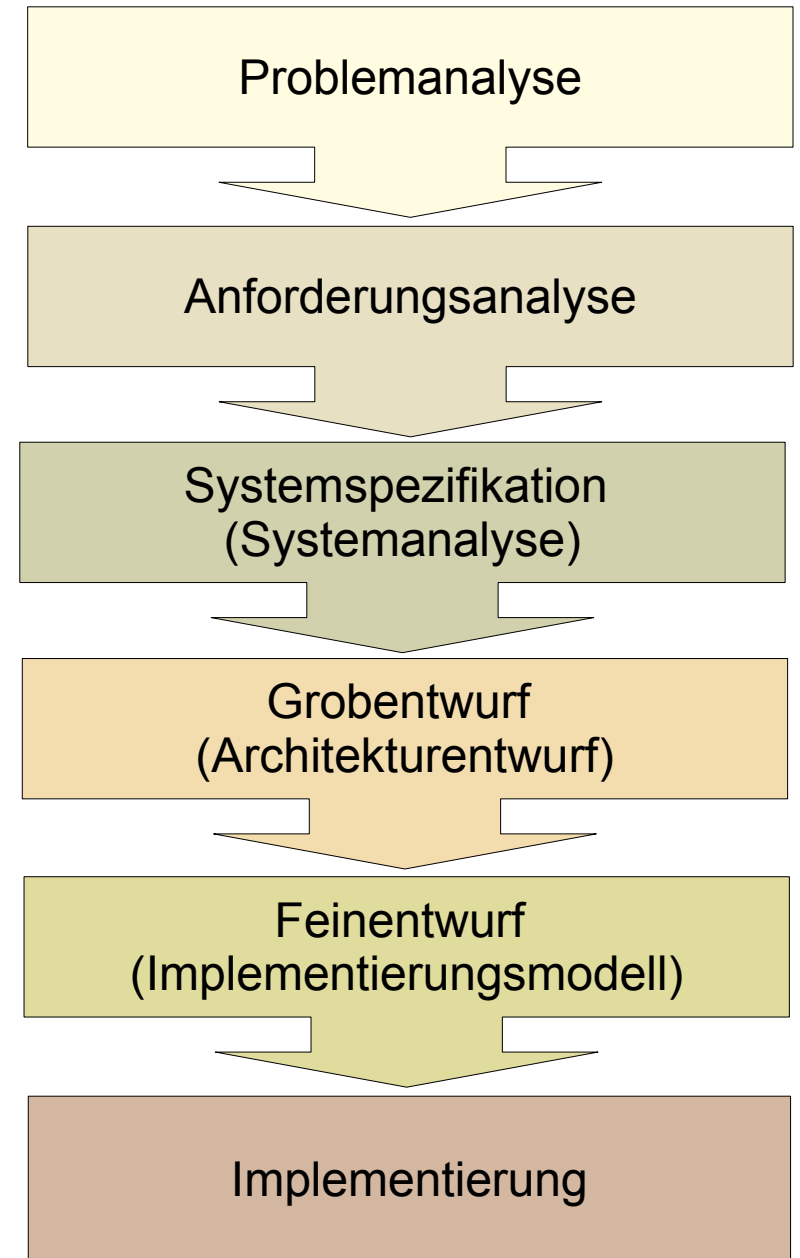 Problemanalyse
Anforderungsanalyse
Systemspezifikation
(Systemanalyse)
Grobentwurf
(Architekturentwurf)
Feinentwurf
(Implementierungsmodell)
Implementierung